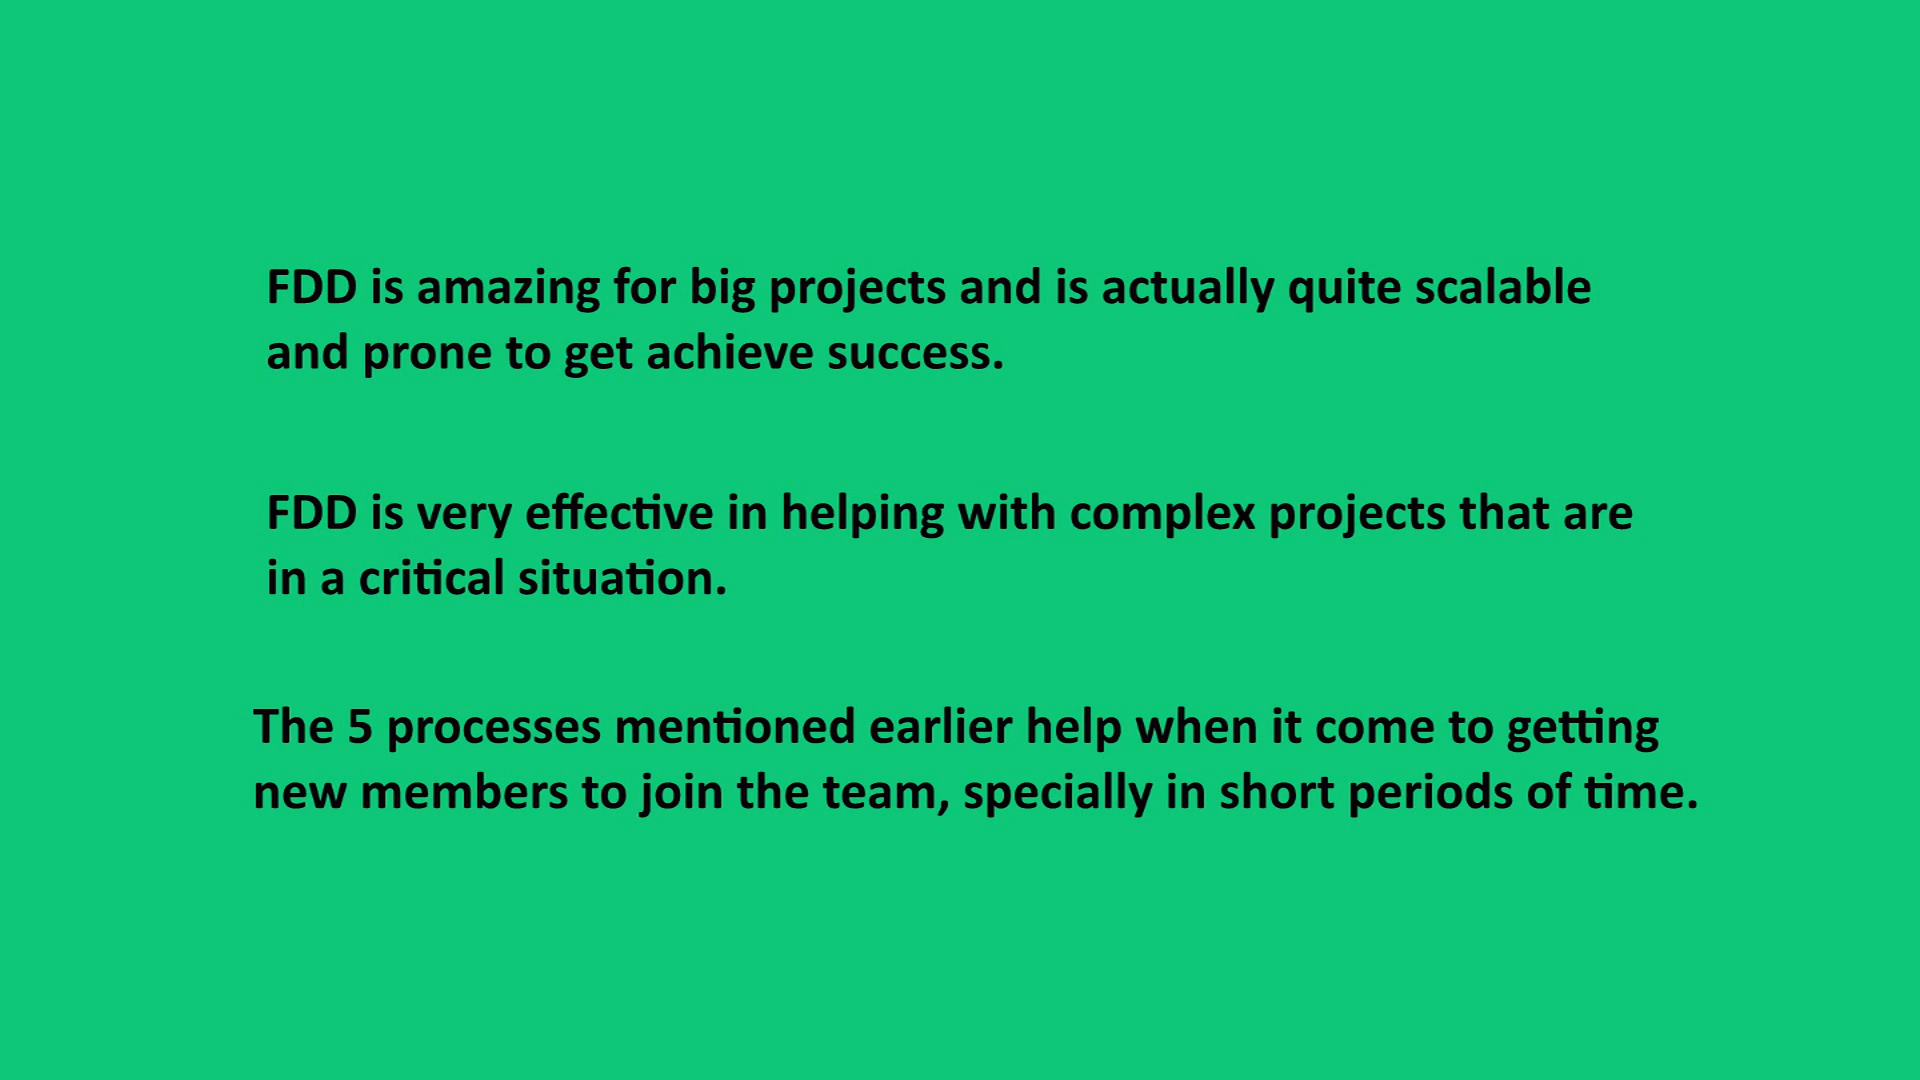 FDD is amazing for big projects and is actually quite scalable
and prone to get achieve success.
FDD is very effective in helping with complex projects that are
in a critical situation.
The 5 processes mentioned earlier help when it come to getting
new members to join the team, specially in short periods of time.